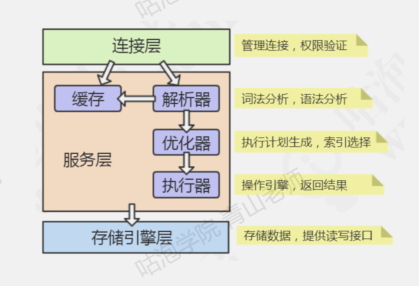 连接层
管理连接，权限验证
缓存
解析器
词法分析，语法分析
优化器
执行计划生成，索引选择
服务层
执行器
操作引擎，返回结果
存储引擎层
存储数据，提供读写接口
咕泡学院 青山老师